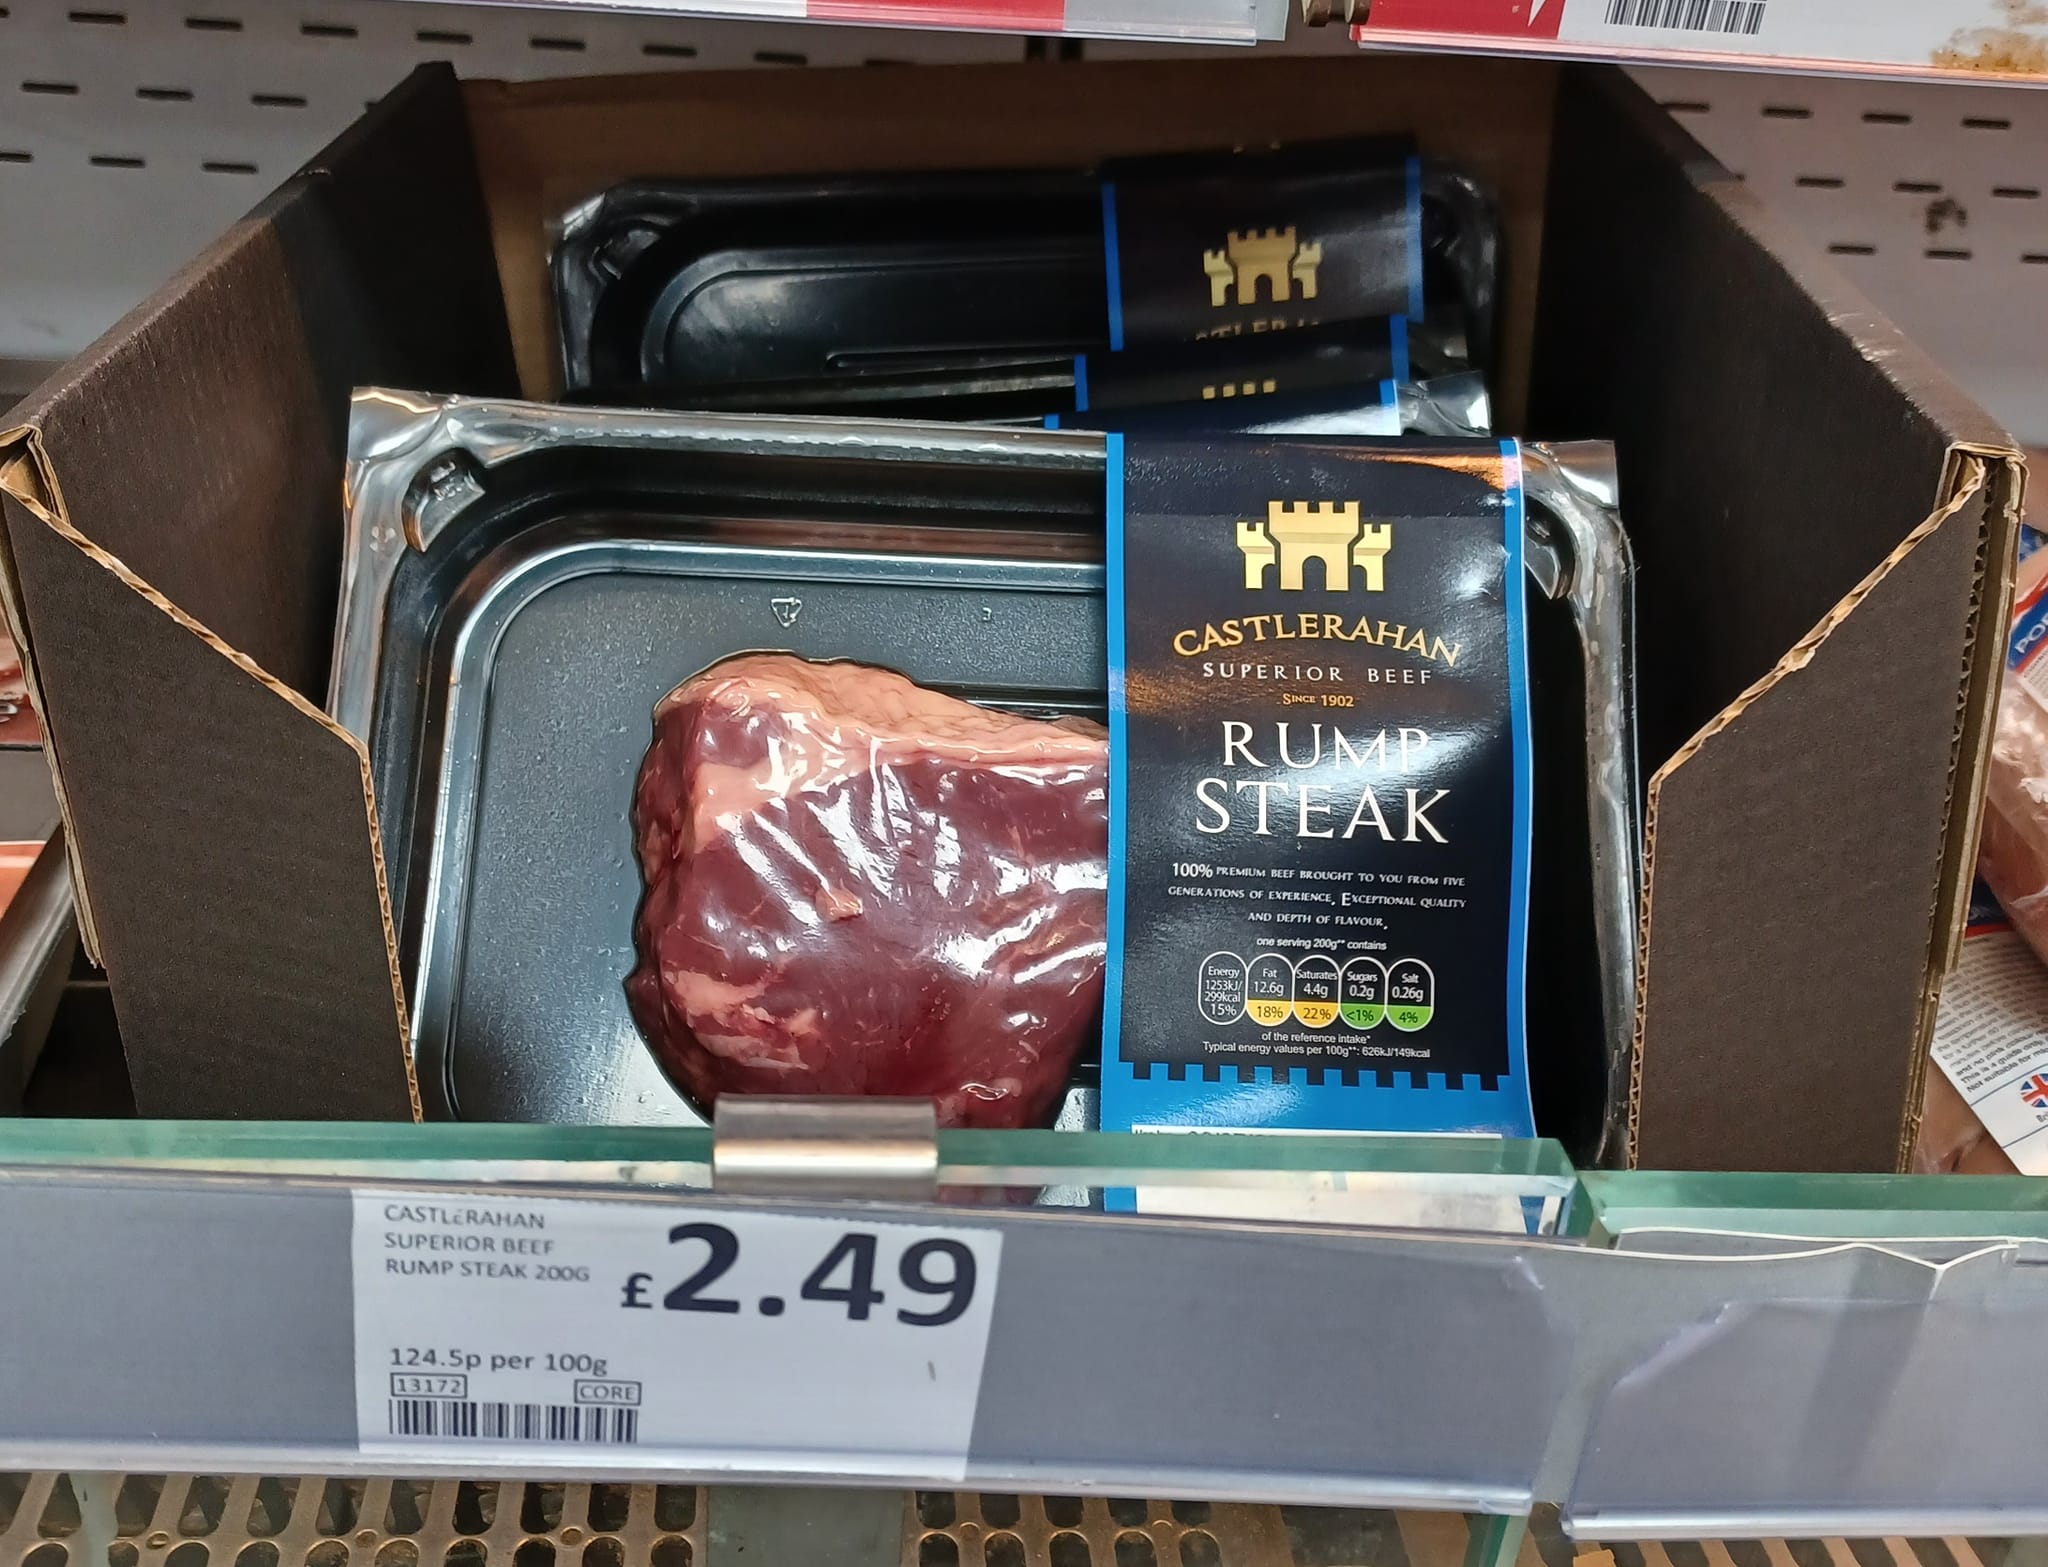 CASTLERAHAN
SUPERIOR BEEF
SINCE 1902
RUMP
STEAK
100% PREMIUM BEEF BROUGHT TO YOU FROM FIVE
GENERATIONS OF EXPERIENCE, EXCEPTIONAL QUALITY
AND DEPTH OF FLAVOUR,
one serving 200g** contains
Energy
1253kJ/
299kcal
15%
Fat
12.6g
18%
Saturates
4.4g
22%
Sugars
0.2g
<1%
Salt
0.26g
4%
of the reference intake*
Typical energy values per 100g**: 626kJ/149kcal
CASTLERAHAN
SUPERIOR BEEF
RUMP STEAK 200G
£2.49
124.5p per 100g
13172
CORE